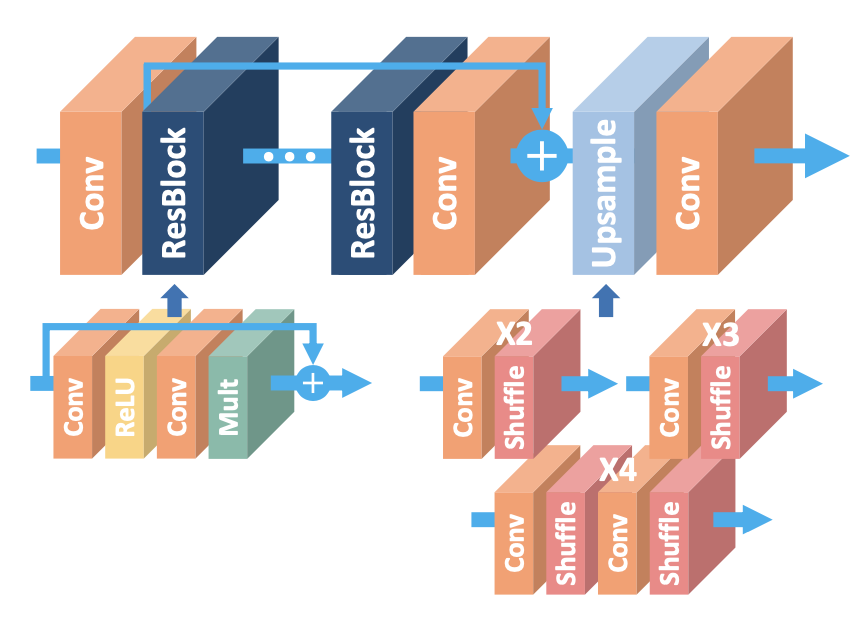 Conv
ResBlock
ResBlock
Conv
+
Upsample
Conv
Conv
ReLU
Conv
Mult
+
X2
Conv
Shuffle
X3
Conv
Shuffle
X4
Conv
Shuffle
Conv
Shuffle